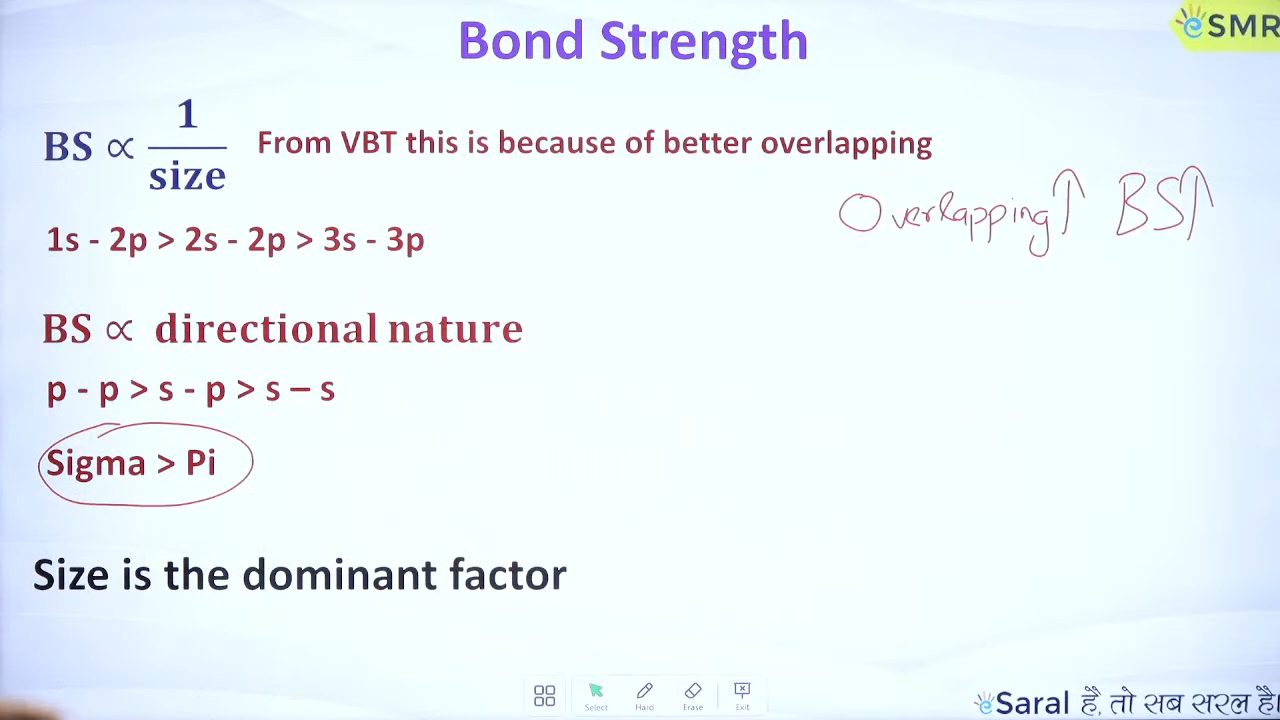 Bond Strength
eSMR
BS ∝ 1/size From VBT this is because of better overlapping
Overlapping↑ BS↑
1s - 2p > 2s - 2p > 3s - 3p
BS ∝ directional nature
p - p > s - p > s – s
Sigma > Pi
Size is the dominant factor
Select Hard Erase Exit
eSaral है, तो सब सरल है।